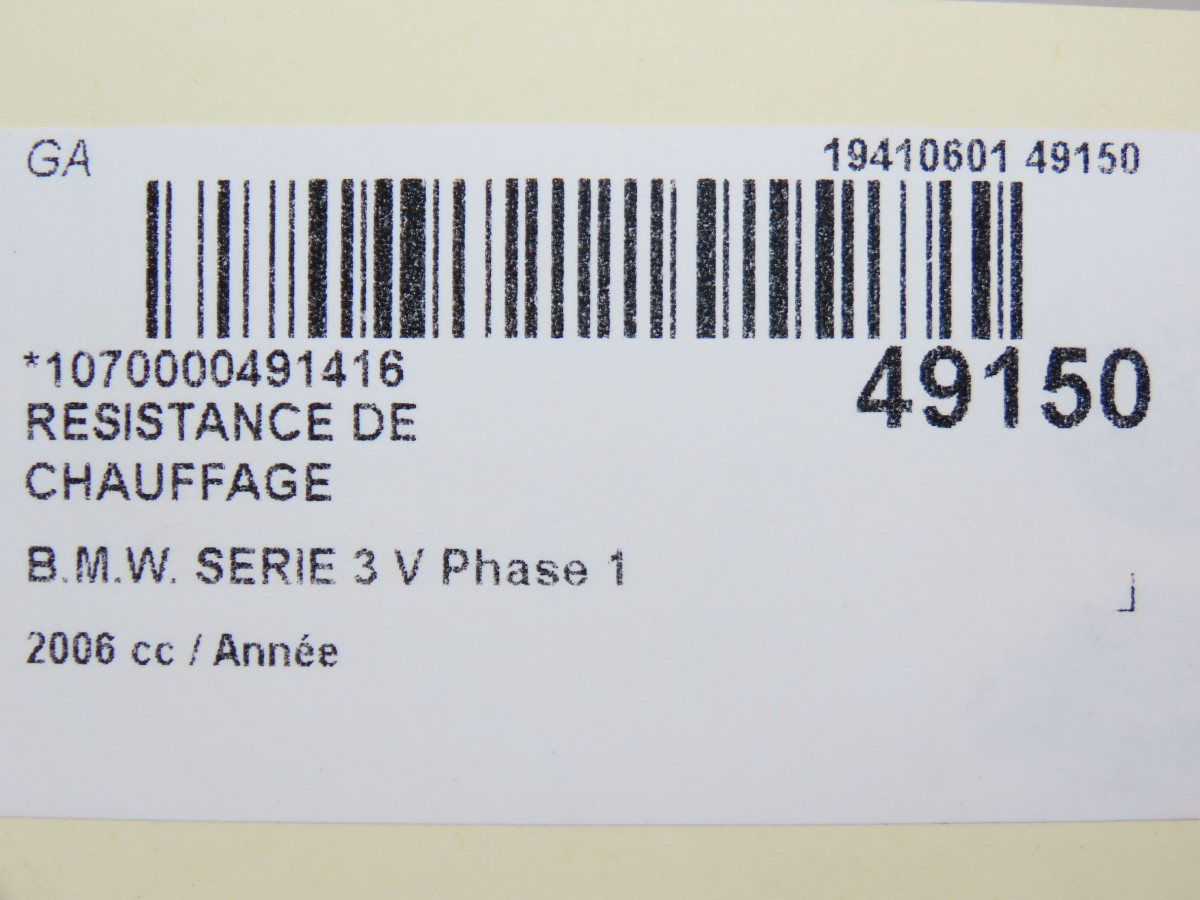 GA
19410601 49150
*1070000491416
49150
RESISTANCE DE
CHAUFFAGE
B.M.W. SERIE 3 V Phase 1
2006 cc / Année